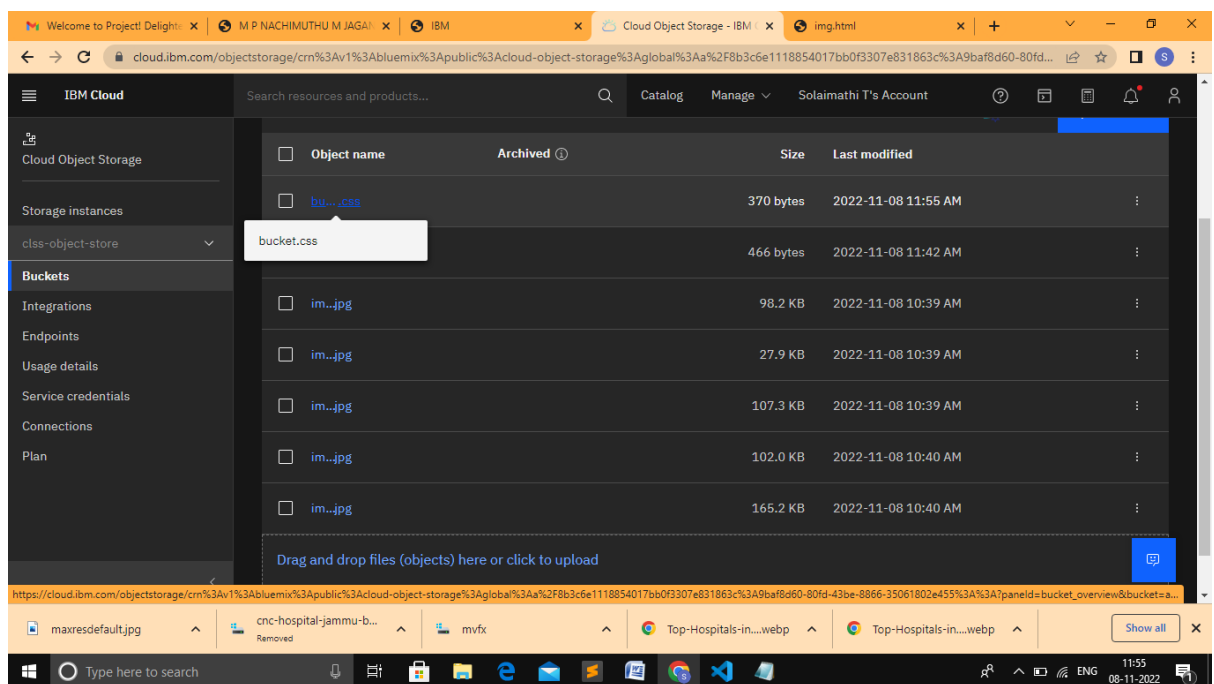 Welcome to Project! Delighte
M P NACHIMUTHU M JAGAN
IBM
Cloud Object Storage - IBM C
img.html
cloud.ibm.com/objectstorage/crn%3Av1%3Abluemix%3Apublic%3Acloud-object-storage%3Aglobal%3Aa%2F8b3c6e1118854017bb0f3307e831863c%3A9baf8d60-80fd...
S
IBM Cloud
Search resources and products...
Catalog
Manage
Solaimathi T's Account
Cloud Object Storage
Storage instances
clss-object-store
Buckets
Integrations
Endpoints
Usage details
Service credentials
Connections
Plan
Object name Archived Size Last modified
bu... .css 370 bytes 2022-11-08 11:55 AM
bucket.css
466 bytes 2022-11-08 11:42 AM
im...jpg 98.2 KB 2022-11-08 10:39 AM
im...jpg 27.9 KB 2022-11-08 10:39 AM
im...jpg 107.3 KB 2022-11-08 10:39 AM
im...jpg 102.0 KB 2022-11-08 10:40 AM
im...jpg 165.2 KB 2022-11-08 10:40 AM
Drag and drop files (objects) here or click to upload
https://cloud.ibm.com/objectstorage/crn%3Av1%3Abluemix%3Apublic%3Acloud-object-storage%3Aglobal%3Aa%2F8b3c6e1118854017bb0f3307e831863c%3A9baf8d60-80fd-43be-8866-35061802e455%3A%3A?paneId=bucket_overview&bucket=a...
maxresdefault.jpg
cnc-hospital-jammu-b...
Removed
mvfx
Top-Hospitals-in....webp
Top-Hospitals-in....webp
Show all
Type here to search
ENG
11:55
08-11-2022